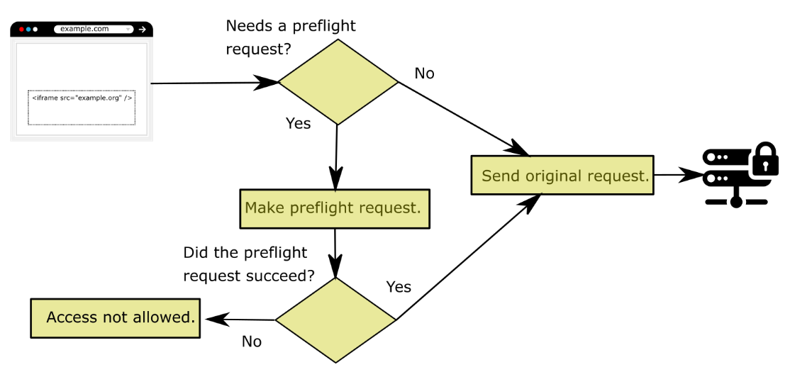 example.com
<iframe src="example.org" />
Needs a preflight
request?
No
Yes
Send original request.
Make preflight request.
Did the preflight
request succeed?
Yes
Access not allowed.
No